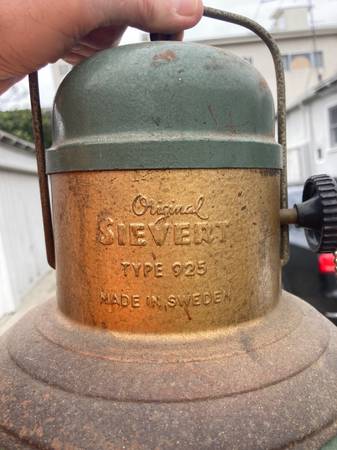 Original
SIEVERT
TYPE 925
MADE IN SWEDEN